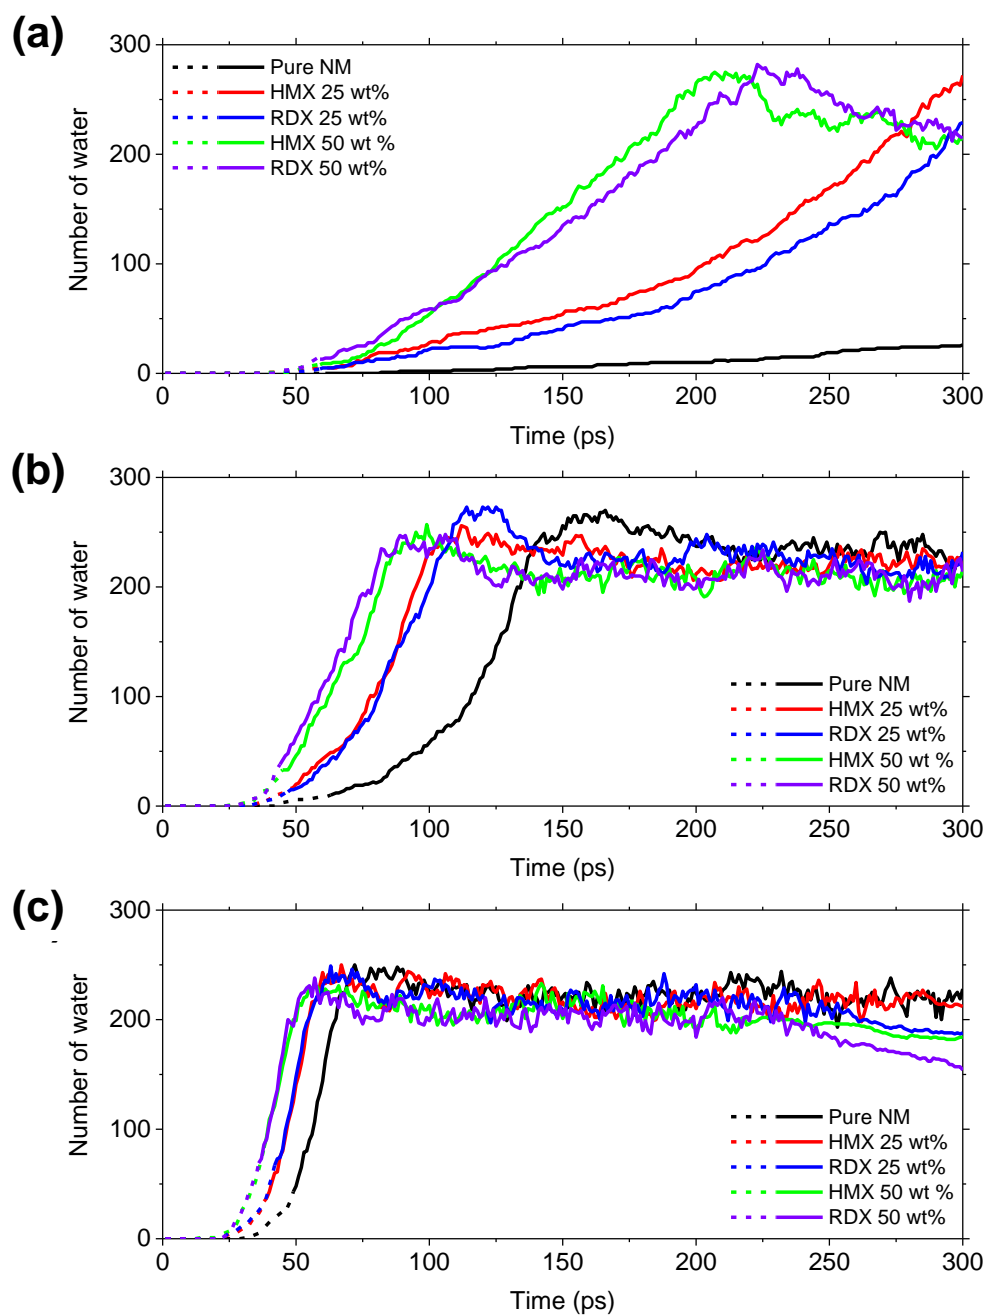 (a)
300
200
100
0
Number of water
Pure NM
HMX 25 wt%
RDX 25 wt%
HMX 50 wt %
RDX 50 wt%
0 50 100 150 200 250 300
Time (ps)
(b)
300
200
100
0
Number of water
Pure NM
HMX 25 wt%
RDX 25 wt%
HMX 50 wt %
RDX 50 wt%
0 50 100 150 200 250 300
Time (ps)
(c)
300
200
100
0
Number of water
Pure NM
HMX 25 wt%
RDX 25 wt%
HMX 50 wt %
RDX 50 wt%
0 50 100 150 200 250 300
Time (ps)